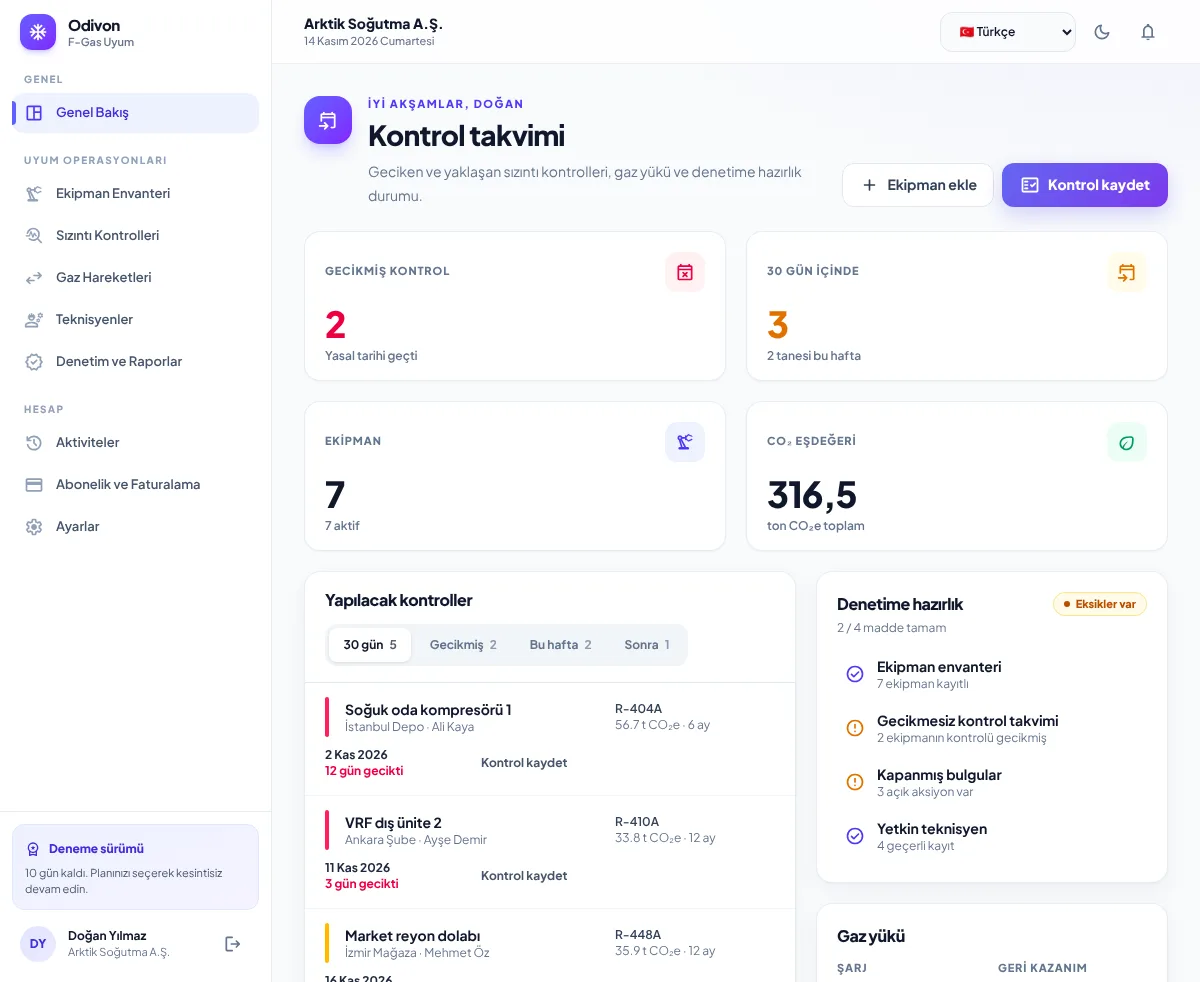 Odivon
F-Gas Uyum
GENEL
Genel Bakış
UYUM OPERASYONLARI
Ekipman Envanteri
Sızıntı Kontrolleri
Gaz Hareketleri
Teknisyenler
Denetim ve Raporlar
HESAP
Aktiviteler
Abonelik ve Faturalama
Ayarlar
Deneme sürümü
10 gün kaldı. Planınızı seçerek kesintisiz
devam edin.
DY
Doğan Yılmaz
Arktik Soğutma A.Ş.
Arktik Soğutma A.Ş.
14 Kasım 2026 Cumartesi
Türkçe
İYİ AKŞAMLAR, DOĞAN
Kontrol takvimi
Geciken ve yaklaşan sızıntı kontrolleri, gaz yükü ve denetime hazırlık
durumu.
Ekipman ekle
Kontrol kaydet
GECİKMİŞ KONTROL
2
Yasal tarihi geçti
30 GÜN İÇİNDE
3
2 tanesi bu hafta
EKİPMAN
7
7 aktif
CO₂ EŞDEĞERİ
316,5
ton CO₂e toplam
Yapılacak kontroller
30 gün 5 Gecikmiş 2 Bu hafta 2 Sonra 1
Soğuk oda kompresörü 1
İstanbul Depo · Ali Kaya
R-404A
56.7 t CO₂e · 6 ay
2 Kas 2026
12 gün gecikti
Kontrol kaydet
VRF dış ünite 2
Ankara Şube · Ayşe Demir
R-410A
33.8 t CO₂e · 12 ay
11 Kas 2026
3 gün gecikti
Kontrol kaydet
Market reyon dolabı
İzmir Mağaza · Mehmet Öz
R-448A
35.9 t CO₂e · 12 ay
16 Kas 2026
Denetime hazırlık
Eksikler var
2 / 4 madde tamam
Ekipman envanteri
7 ekipman kayıtlı
Gecikmesiz kontrol takvimi
2 ekipmanın kontrolü gecikmiş
Kapanmış bulgular
3 açık aksiyon var
Yetkin teknisyen
4 geçerli kayıt
Gaz yükü
ŞARJ
GERİ KAZANIM